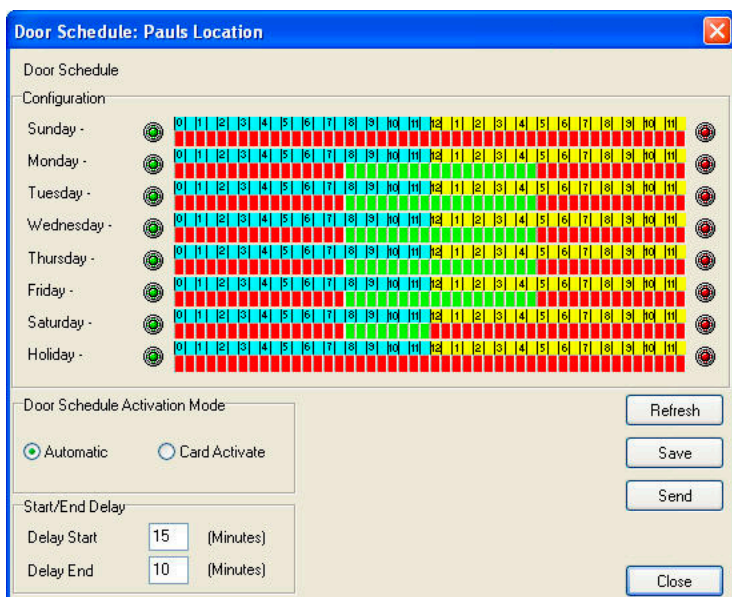 Door Schedule: Pauls Location
Door Schedule
Configuration
Sunday -
0 1 2 3 4 5 6 7 8 9 10 11 12 1 2 3 4 5 6 7 8 9 10 11
Monday -
0 1 2 3 4 5 6 7 8 9 10 11 12 1 2 3 4 5 6 7 8 9 10 11
Tuesday -
0 1 2 3 4 5 6 7 8 9 10 11 12 1 2 3 4 5 6 7 8 9 10 11
Wednesday -
0 1 2 3 4 5 6 7 8 9 10 11 12 1 2 3 4 5 6 7 8 9 10 11
Thursday -
0 1 2 3 4 5 6 7 8 9 10 11 12 1 2 3 4 5 6 7 8 9 10 11
Friday -
0 1 2 3 4 5 6 7 8 9 10 11 12 1 2 3 4 5 6 7 8 9 10 11
Saturday -
0 1 2 3 4 5 6 7 8 9 10 11 12 1 2 3 4 5 6 7 8 9 10 11
Holiday -
0 1 2 3 4 5 6 7 8 9 10 11 12 1 2 3 4 5 6 7 8 9 10 11
Door Schedule Activation Mode
Automatic Card Activate
Start/End Delay
Delay Start 15 (Minutes)
Delay End 10 (Minutes)
Refresh
Save
Send
Close